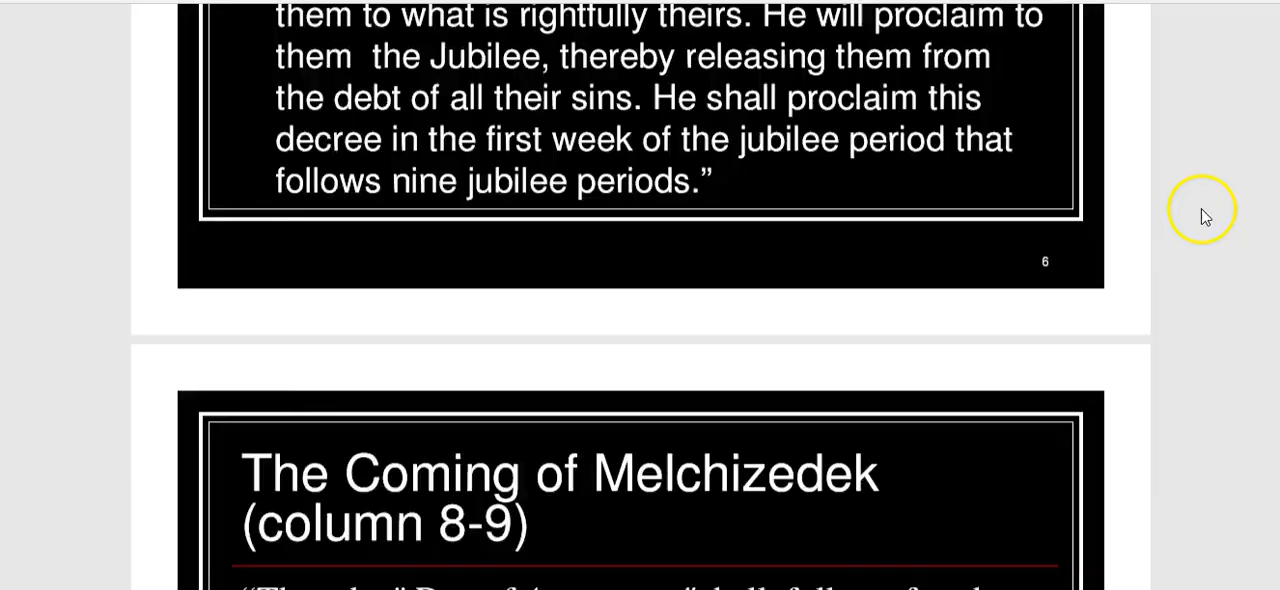 them to what is rightfully theirs. He will proclaim to
them  the Jubilee, thereby releasing them from
the debt of all their sins. He shall proclaim this
decree in the first week of the jubilee period that
follows nine jubilee periods.”
6
The Coming of Melchizedek
(column 8-9)